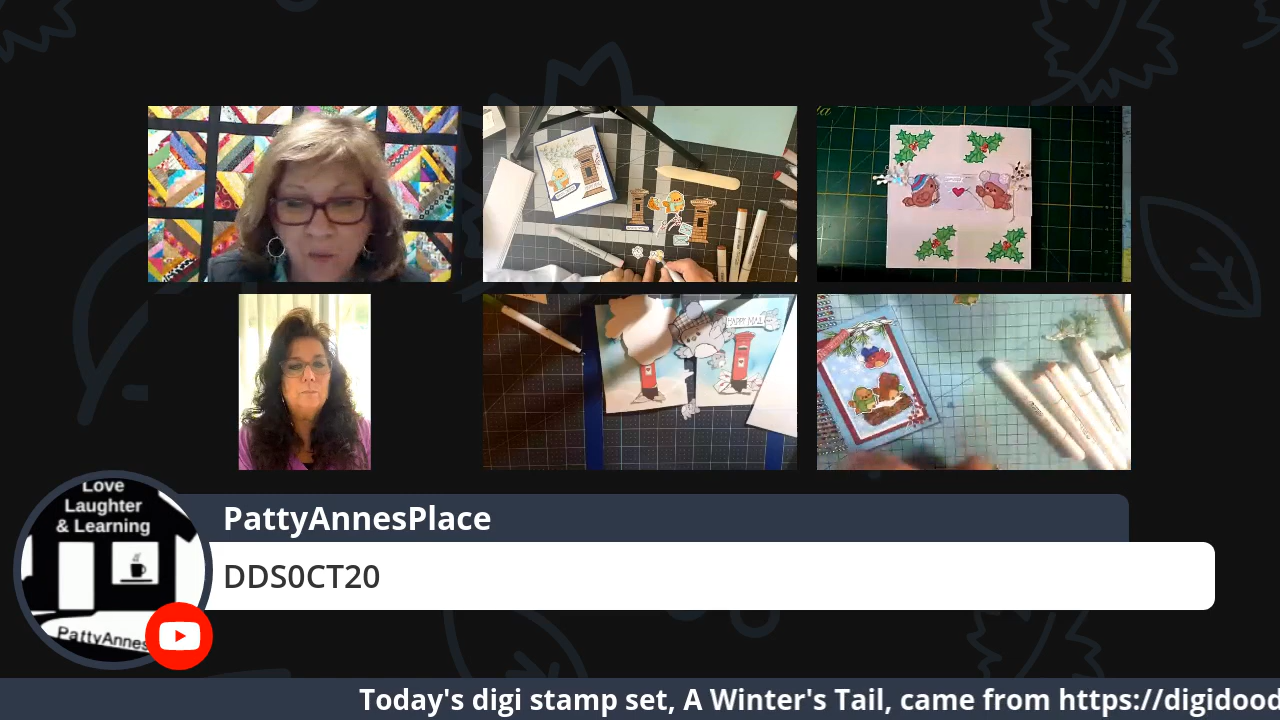 HAPPY MAIL
Love
Laughter
& Learning
PattyAnnes
PattyAnnesPlace
DDS0CT20
Today's digi stamp set, A Winter's Tail, came from https://digidood